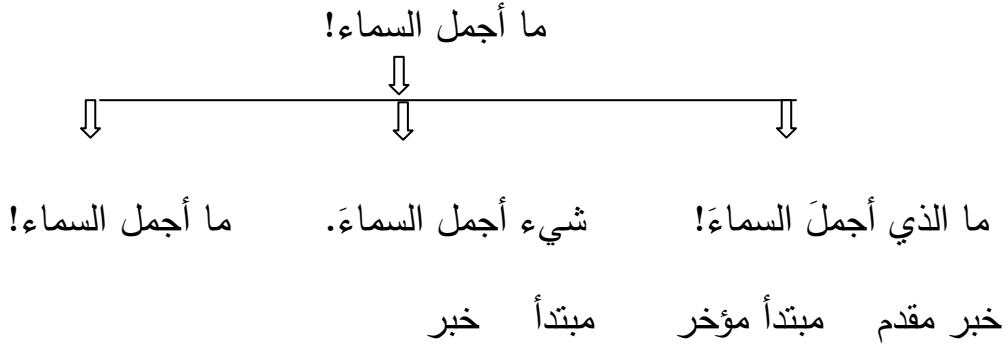 ما أجمل السماء!
ما الذي أجملَ السماءَ! شيء أجمل السماءَ. ما أجمل السماء!
خبر مقدم مبتدأ مؤخر مبتدأ خبر